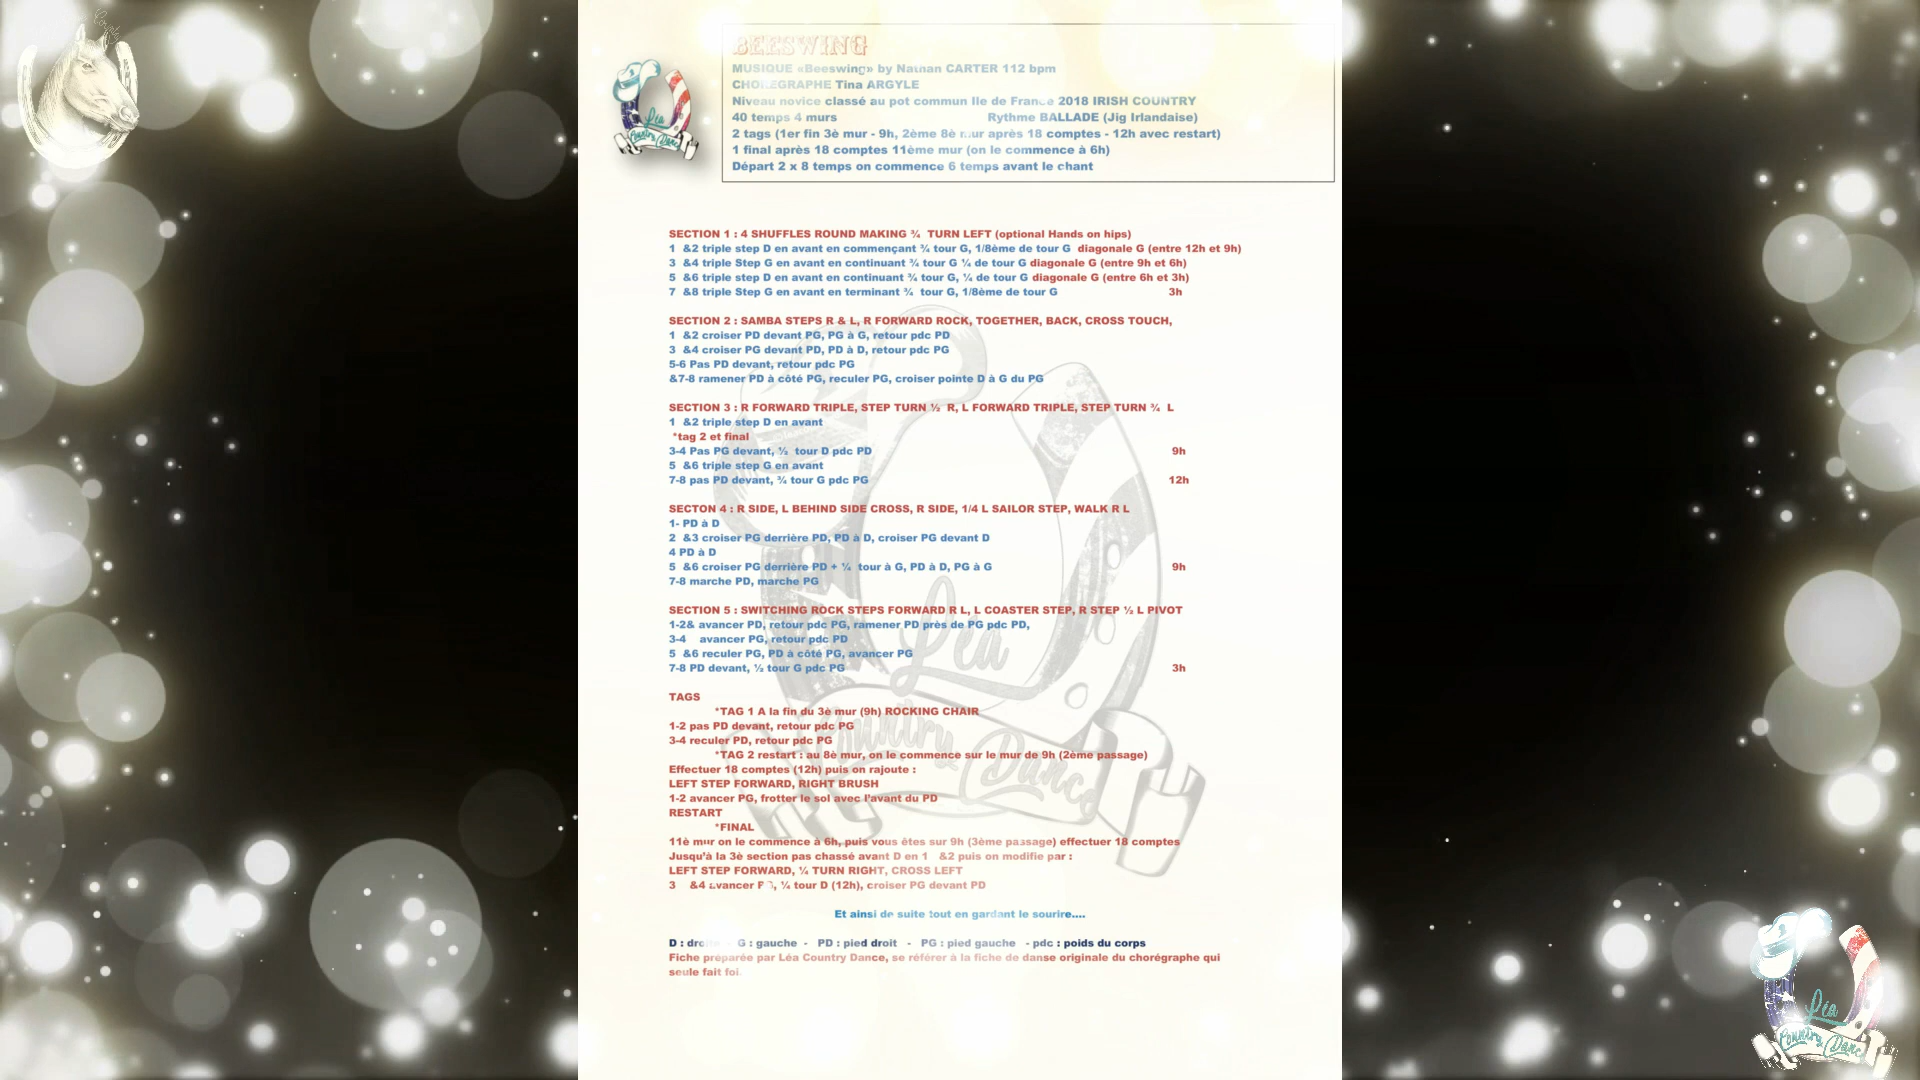 BEESWING
MUSIQUE «Beeswing» by Nathan CARTER 112 bpm
CHORÉGRAPHE Tina ARGYLE
Niveau novice classé au pot commun Ile de France 2018 IRISH COUNTRY
40 temps 4 murs Rythme BALLADE (Jig Irlandaise)
2 tags (1er fin 3è mur - 9h, 2ème 8è mur après 18 comptes - 12h avec restart)
1 final après 18 comptes 11ème mur (on le commence à 6h)
Départ 2 x 8 temps on commence 6 temps avant le chant
Léa
Country Dance
SECTION 1 : 4 SHUFFLES ROUND MAKING ¾ TURN LEFT (optional Hands on hips)
1 &2 triple step D en avant en commençant ¾ tour G, 1/8ème de tour G diagonale G (entre 12h et 9h)
3 &4 triple Step G en avant en continuant ¾ tour G ¼ de tour G diagonale G (entre 9h et 6h)
5 &6 triple step D en avant en continuant ¾ tour G, ¼ de tour G diagonale G (entre 6h et 3h)
7 &8 triple Step G en avant en terminant ¾ tour G, 1/8ème de tour G 3h
SECTION 2 : SAMBA STEPS R & L, R FORWARD ROCK, TOGETHER, BACK, CROSS TOUCH,
1 &2 croiser PD devant PG, PG à G, retour pdc PD
3 &4 croiser PG devant PD, PD à D, retour pdc PG
5-6 Pas PD devant, retour pdc PG
&7-8 ramener PD à côté PG, reculer PG, croiser pointe D à G du PG
SECTION 3 : R FORWARD TRIPLE, STEP TURN ½ R, L FORWARD TRIPLE, STEP TURN ¾ L
1 &2 triple step D en avant
*tag 2 et final
3-4 Pas PG devant, ½ tour D pdc PD 9h
5 &6 triple step G en avant
7-8 pas PD devant, ¾ tour G pdc PG 12h
SECTON 4 : R SIDE, L BEHIND SIDE CROSS, R SIDE, 1/4 L SAILOR STEP, WALK R L
1- PD à D
2 &3 croiser PG derrière PD, PD à D, croiser PG devant D
4 PD à D
5 &6 croiser PG derrière PD + ¼ tour à G, PD à D, PG à G 9h
7-8 marche PD, marche PG
SECTION 5 : SWITCHING ROCK STEPS FORWARD R L, L COASTER STEP, R STEP ½ L PIVOT
1-2& avancer PD, retour pdc PG, ramener PD près de PG pdc PD,
3-4 avancer PG, retour pdc PD
5 &6 reculer PG, PD à côté PG, avancer PG
7-8 PD devant, ½ tour G pdc PG 3h
TAGS
*TAG 1 A la fin du 3è mur (9h) ROCKING CHAIR
1-2 pas PD devant, retour pdc PG
3-4 reculer PD, retour pdc PG
*TAG 2 restart : au 8è mur, on le commence sur le mur de 9h (2ème passage)
Effectuer 18 comptes (12h) puis on rajoute :
LEFT STEP FORWARD, RIGHT BRUSH
1-2 avancer PG, frotter le sol avec l'avant du PD
RESTART
*FINAL
11è mur on le commence à 6h, puis vous êtes sur 9h (3ème passage) effectuer 18 comptes
Jusqu'à la 3è section pas chassé avant D en 1 &2 puis on modifie par :
LEFT STEP FORWARD, ¼ TURN RIGHT, CROSS LEFT
3 &4 avancer ¼ tour D (12h), croiser PG devant PD
Et ainsi de suite tout en gardant le sourire....
D : droite - G : gauche - PD : pied droit - PG : pied gauche - pdc : poids du corps
Fiche préparée par Léa Country Dance, se référer à la fiche de danse originale du chorégraphe qui
seule fait foi.
Léa
Country Dance
Léa
Country Dance